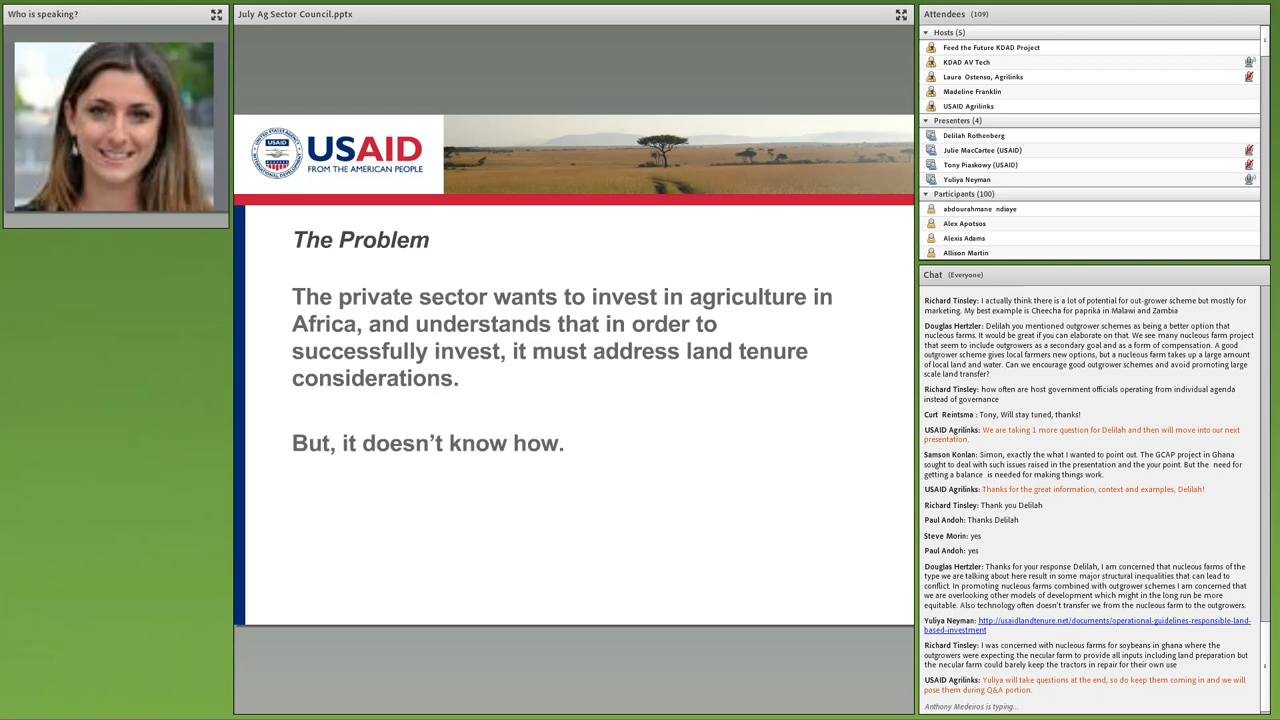 Who is speaking?
July Ag Sector Council.pptx
USAID
FROM THE AMERICAN PEOPLE
The Problem
The private sector wants to invest in agriculture in
Africa, and understands that in order to
successfully invest, it must address land tenure
considerations.
But, it doesn’t know how.
Attendees (109)
Hosts (5)
Feed the Future KDAD Project
KDAD AV Tech
Laura Ostenso, Agrilinks
Madeline Franklin
USAID Agrilinks
Presenters (4)
Delilah Rothenberg
Julie MacCartee (USAID)
Tony Piaskowy (USAID)
Yuliya Neyman
Participants (100)
abdourahmane ndiaye
Alex Apotsos
Alexis Adams
Allison Martin
Chat (Everyone)
Richard Tinsley: I actually think there is a lot of potential for out-grower scheme but mostly for
marketing. My best example is Cheecha for paprika in Malawi and Zambia
Douglas Hertzler: Delilah you mentioned outgrower schemes as being a better option that
nucleous farms. It would be great if you can elaborate on that. We see many nucleous farm project
that seem to include outgrowers as a secondary goal and as a form of compensation. A good
outgrower scheme gives local farmers new options, but a nucleous farm takes up a large amount
of local land and water. Can we encourage good outgrower schemes and avoid promoting large
scale land transfer?
Richard Tinsley: how often are host government officials operating from individual agenda
instead of governance
Curt Reintsma : Tony, Will stay tuned, thanks!
USAID Agrilinks: We are taking 1 more question for Delilah and then will move into our next
presentation.
Samson Konlan: Simon, exactly the what I wanted to point out. The GCAP project in Ghana
sought to deal with such issues raised in the presentation and the your point. But the need for
getting a balance is needed for making things work.
USAID Agrilinks: Thanks for the great information, context and examples, Delilah!
Richard Tinsley: Thank you Delilah
Paul Andoh: Thanks Delilah
Steve Morin: yes
Paul Andoh: yes
Douglas Hertzler: Thanks for your response Delilah, I am concerned that nucleous farms of the
type we are talking about here result in some major structural inequalities that can lead to
conflict. In promoting nucleous farms combined with outgrower schemes I am concerned that
we are overlooking other models of development which might in the long run be more
equitable. Also technology often doesn't transfer we from the nucleous farm to the outgrowers.
Yuliya Neyman: http://usaidlandtenure.net/documents/operational-guidelines-responsible-land-
based-investment
Richard Tinsley: I was concerned with nucleous farms for soybeans in ghana where the
outgrowers were expecting the necular farm to provide all inputs including land preparation but
the necular farm could barely keep the tractors in repair for their own use
USAID Agrilinks: Yuliya will take questions at the end, so do keep them coming in and we will
pose them during Q&A portion.
Anthony Medeiros is typing...